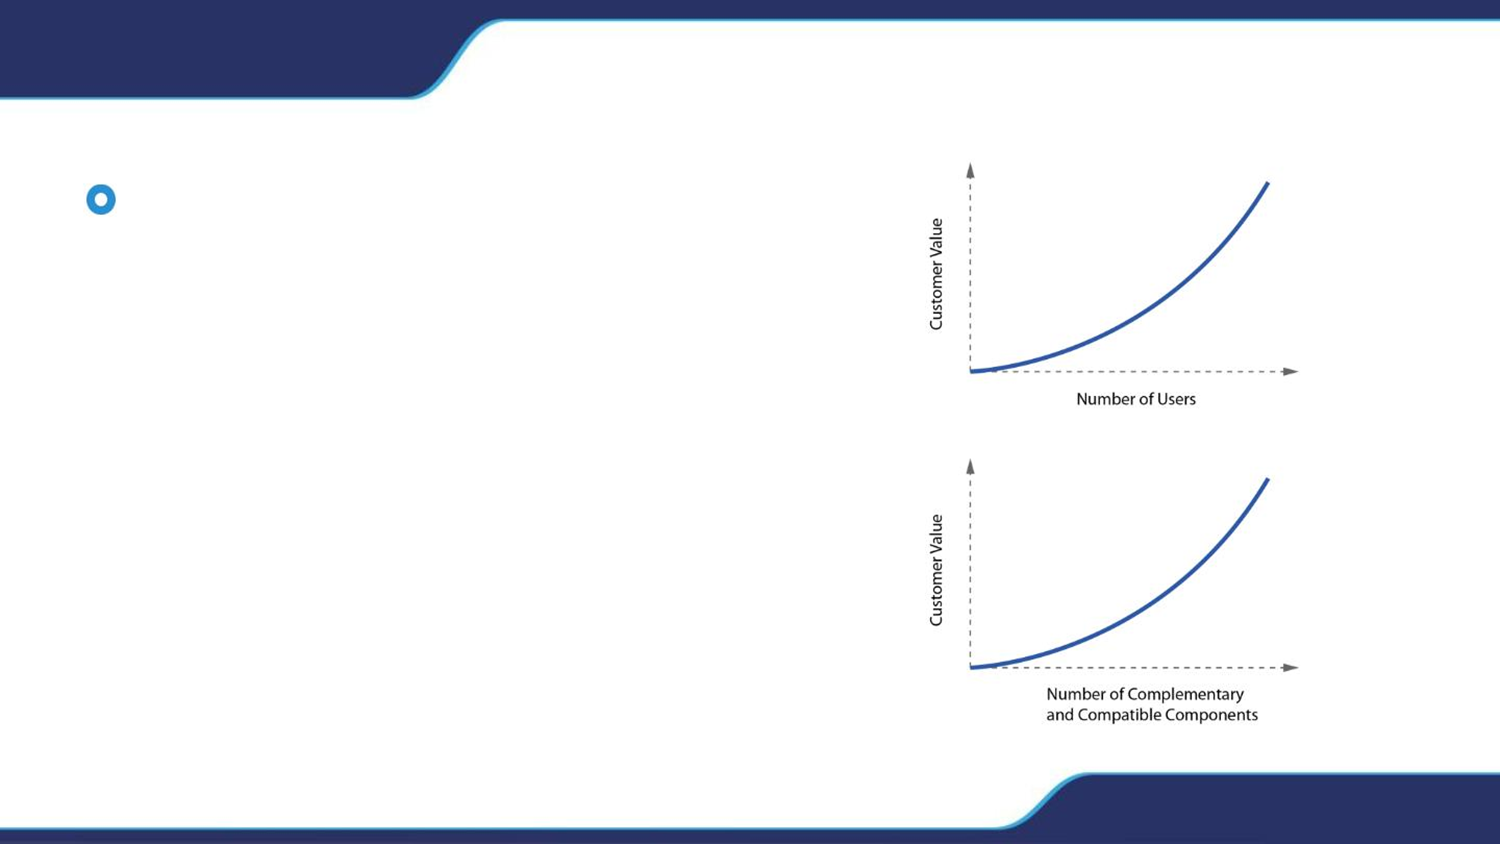 Customer Value
Number of Users
Customer Value
Number of Complementary
and Compatible Components